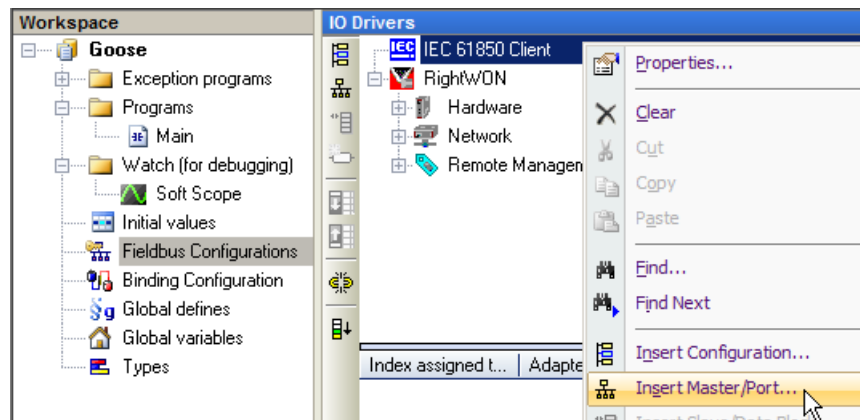 Workspace
Goose
Exception programs
Programs
Main
Watch (for debugging)
Soft Scope
Initial values
Fieldbus Configurations
Binding Configuration
Global defines
Global variables
Types
IO Drivers
IEC IEC 61850 Client
RightWON
Hardware
Network
Remote Managen
Index assigned t... Adapte
Properties...
Clear
Cut
Copy
Paste
Find...
Find Next
Insert Configuration...
Insert Master/Port...